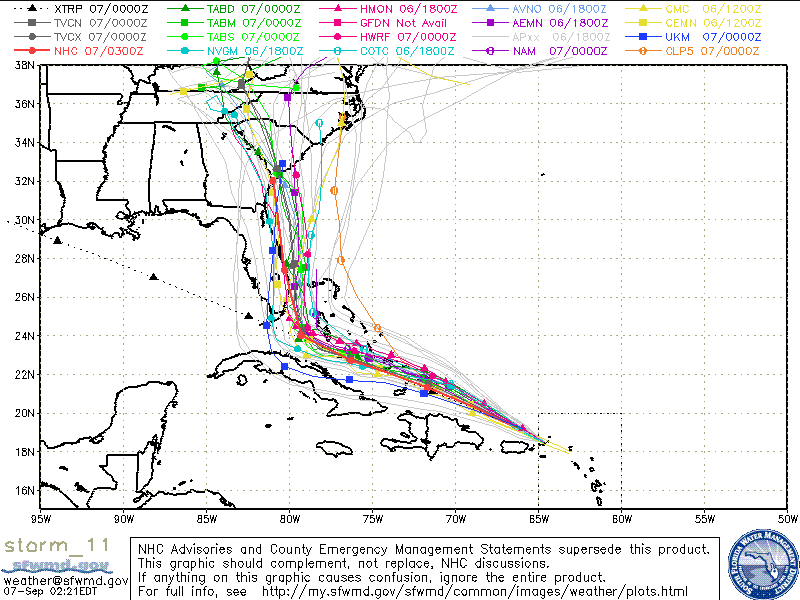 XTRP 07/0000Z TABD 07/0000Z HMON 06/1800Z AVNO 06/1800Z CMC 06/1200Z
TVCN 07/0000Z TABM 07/0000Z GFDN Not Avail AEMN 06/1800Z CEMN 06/1200Z
TVCX 07/0000Z TABS 07/0000Z HWRF 07/0000Z APxx 06/1800Z UKM 07/0000Z
NHC 07/0300Z NVGM 06/1800Z COTC 06/1800Z NAM 07/0000Z CLP5 07/0000Z
38N
36N
34N
32N
30N
28N
26N
24N
22N
20N
18N
16N
95W 90W 85W 80W 75W 70W 65W 60W 55W 50W
storm_11
sfwmd.gov
weather@sfwmd.gov
07-Sep 02:21EDT
NHC Advisories and County Emergency Management Statements supersede this product.
This graphic should complement, not replace, NHC discussions.
If anything on this graphic causes confusion, ignore the entire product.
For full info, see http://my.sfwmd.gov/sfwmd/common/images/weather/plots.html